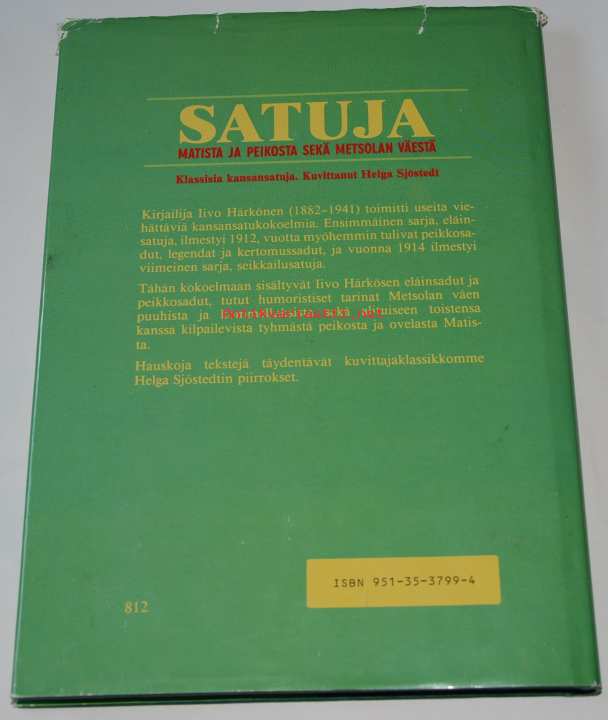 SATUJA
MATISTA JA PEIKOSTA SEKÄ METSOLAN VÄESTÄ
Klassisia kansansatuja. Kuvittanut Helga Sjöstedt
Kirjailija Iivo Härkönen (1882-1941) toimitti useita vie-
hättäviä kansansatukokoelmia. Ensimmäinen sarja, eläin-
satuja, ilmestyi 1912, vuotta myöhemmin tulivat peikkosa-
dut, legendat ja kertomussadut, ja vuonna 1914 ilmestyi
viimeinen sarja, seikkailusatuja.
Tähän kokoelmaan sisältyvät Iivo Härkösen eläinsadut ja
peikkosadut, tutut humoristiset tarinat Metsolan väen
puuhista ja sekä alituiseen toistensa
kanssa kilpailevista tyhmästä peikosta ja ovelasta Matis-
ta.
Hauskoja tekstejä täydentävät kuvittajaklassikkomme
Helga Sjöstedtin piirrokset.
ISBN 951-35-3799-4
812